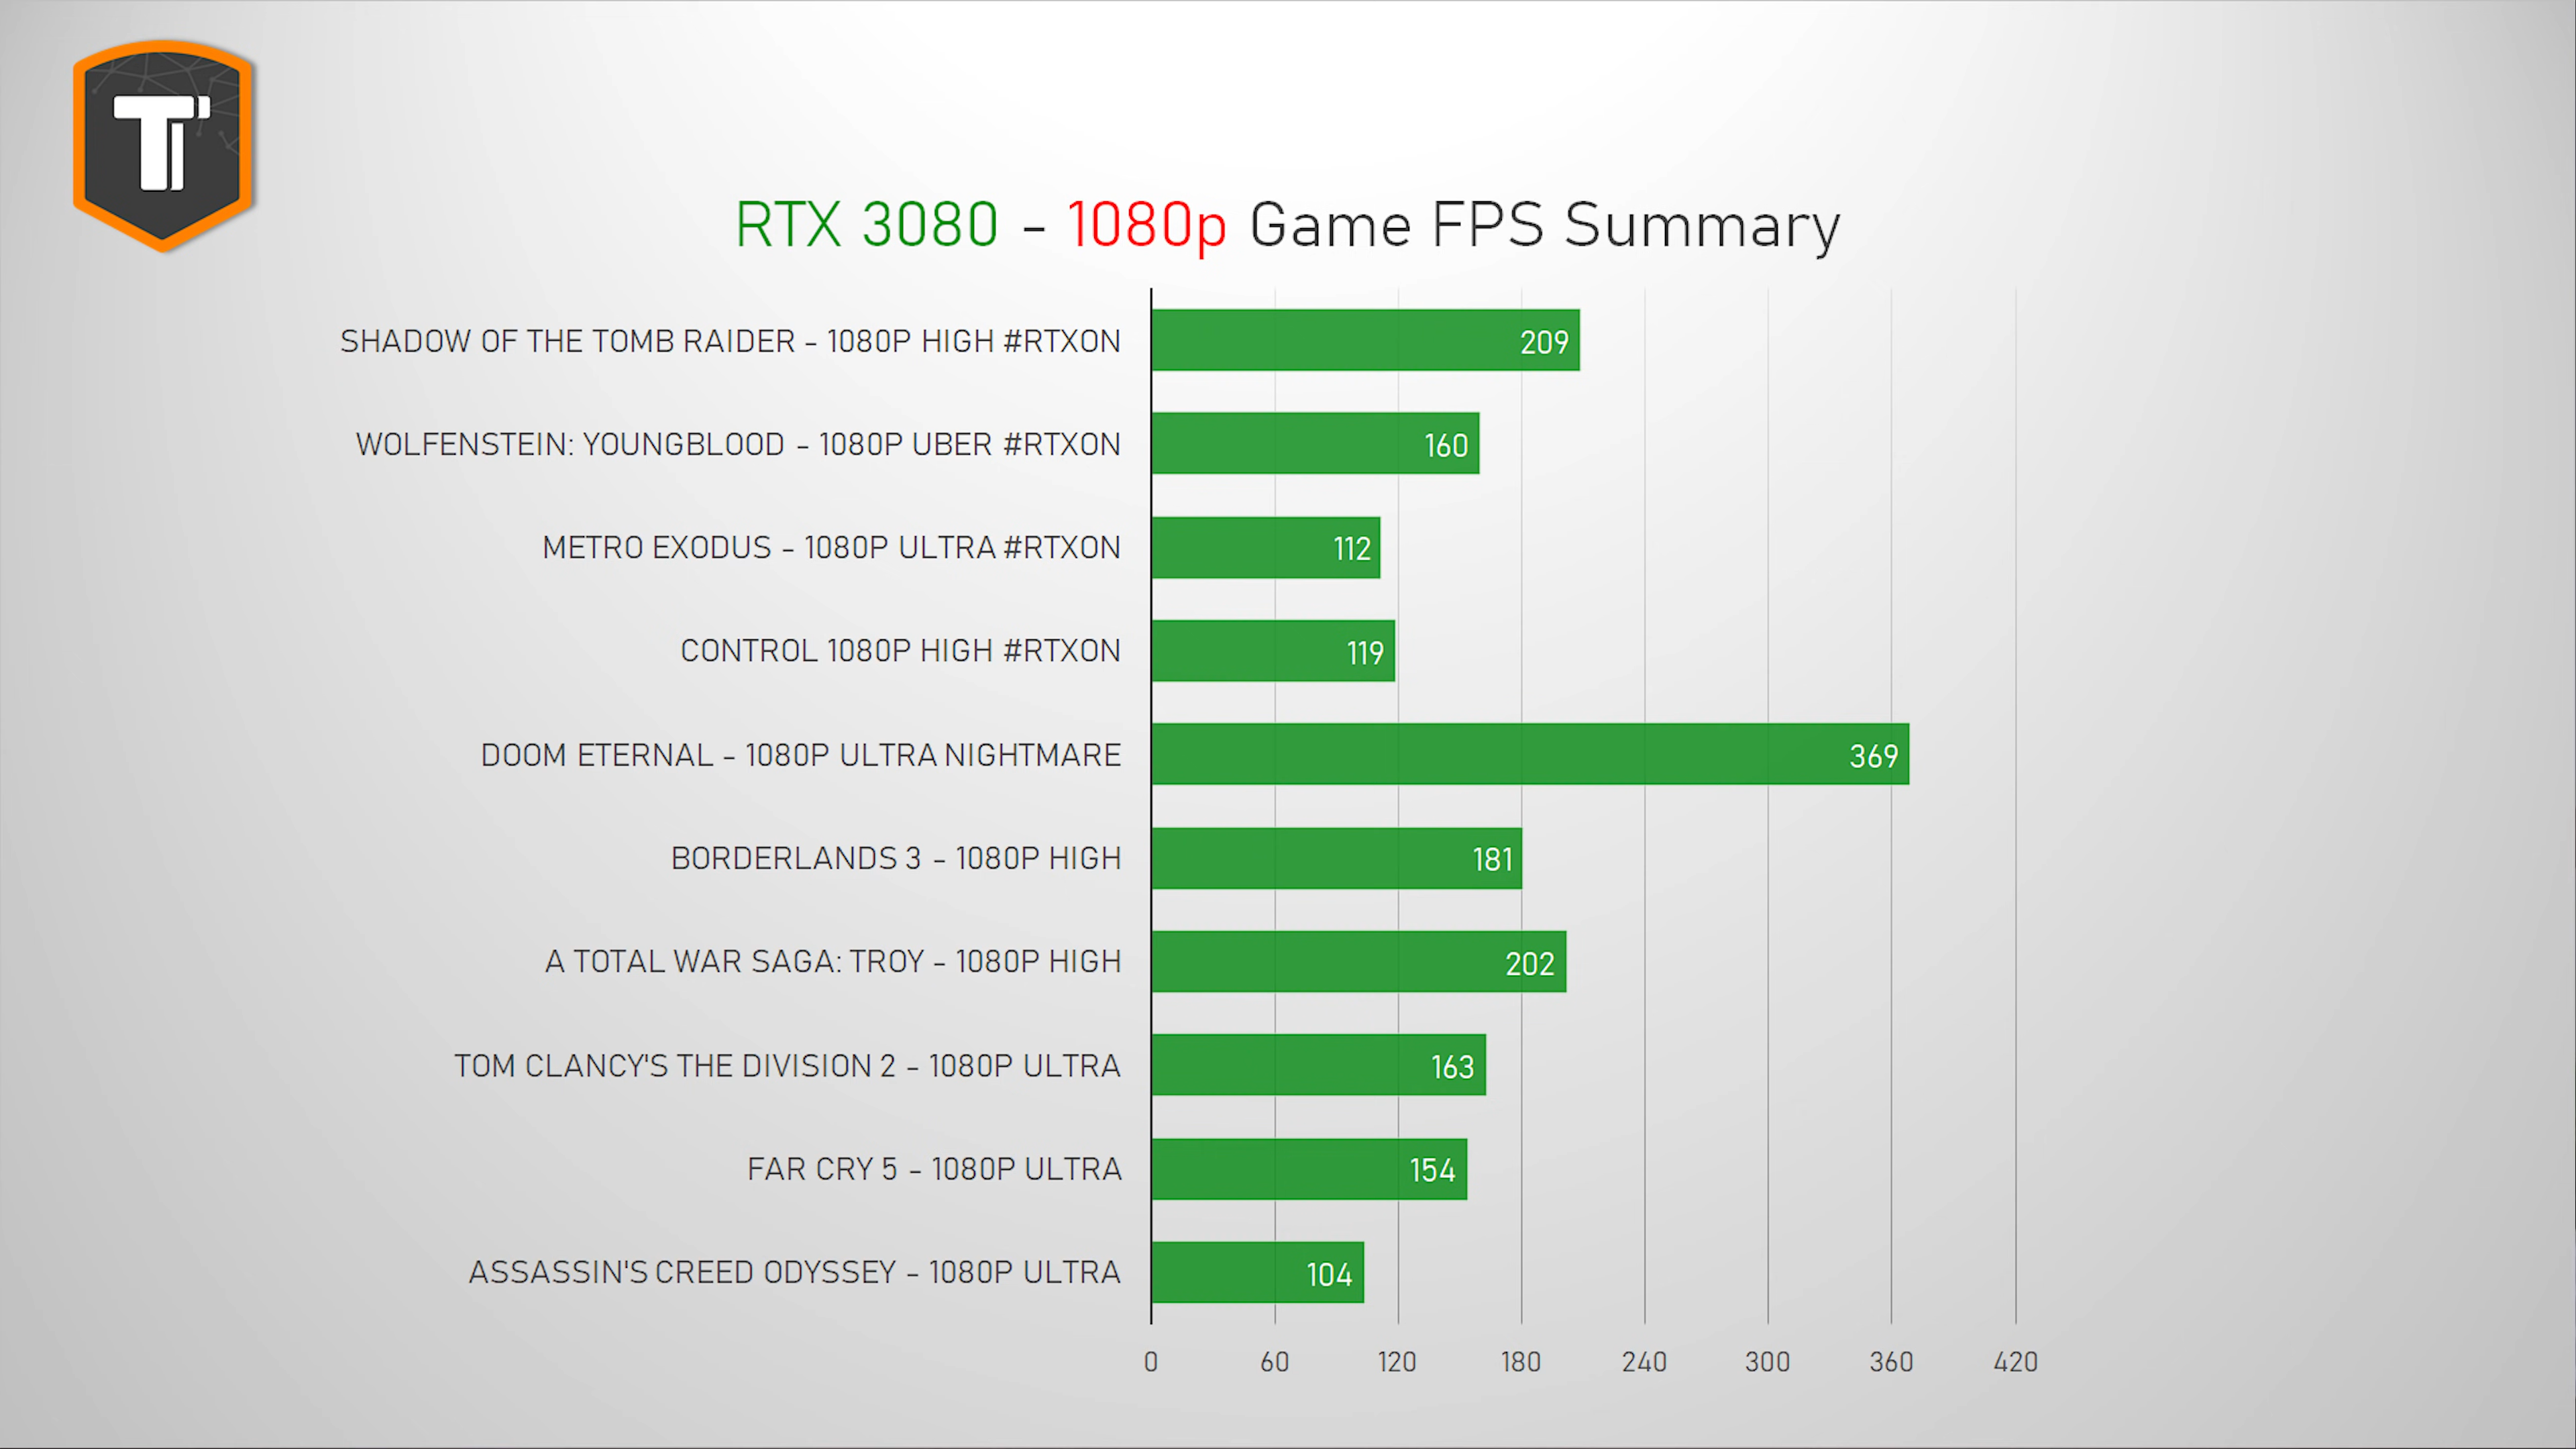 RTX 3080 - 1080p Game FPS Summary
SHADOW OF THE TOMB RAIDER - 1080P HIGH #RTXON 209
WOLFENSTEIN: YOUNGBLOOD - 1080P UBER #RTXON 160
METRO EXODUS - 1080P ULTRA #RTXON 112
CONTROL 1080P HIGH #RTXON 119
DOOM ETERNAL - 1080P ULTRA NIGHTMARE 369
BORDERLANDS 3 - 1080P HIGH 181
A TOTAL WAR SAGA: TROY - 1080P HIGH 202
TOM CLANCY'S THE DIVISION 2 - 1080P ULTRA 163
FAR CRY 5 - 1080P ULTRA 154
ASSASSIN'S CREED ODYSSEY - 1080P ULTRA 104
0 60 120 180 240 300 360 420